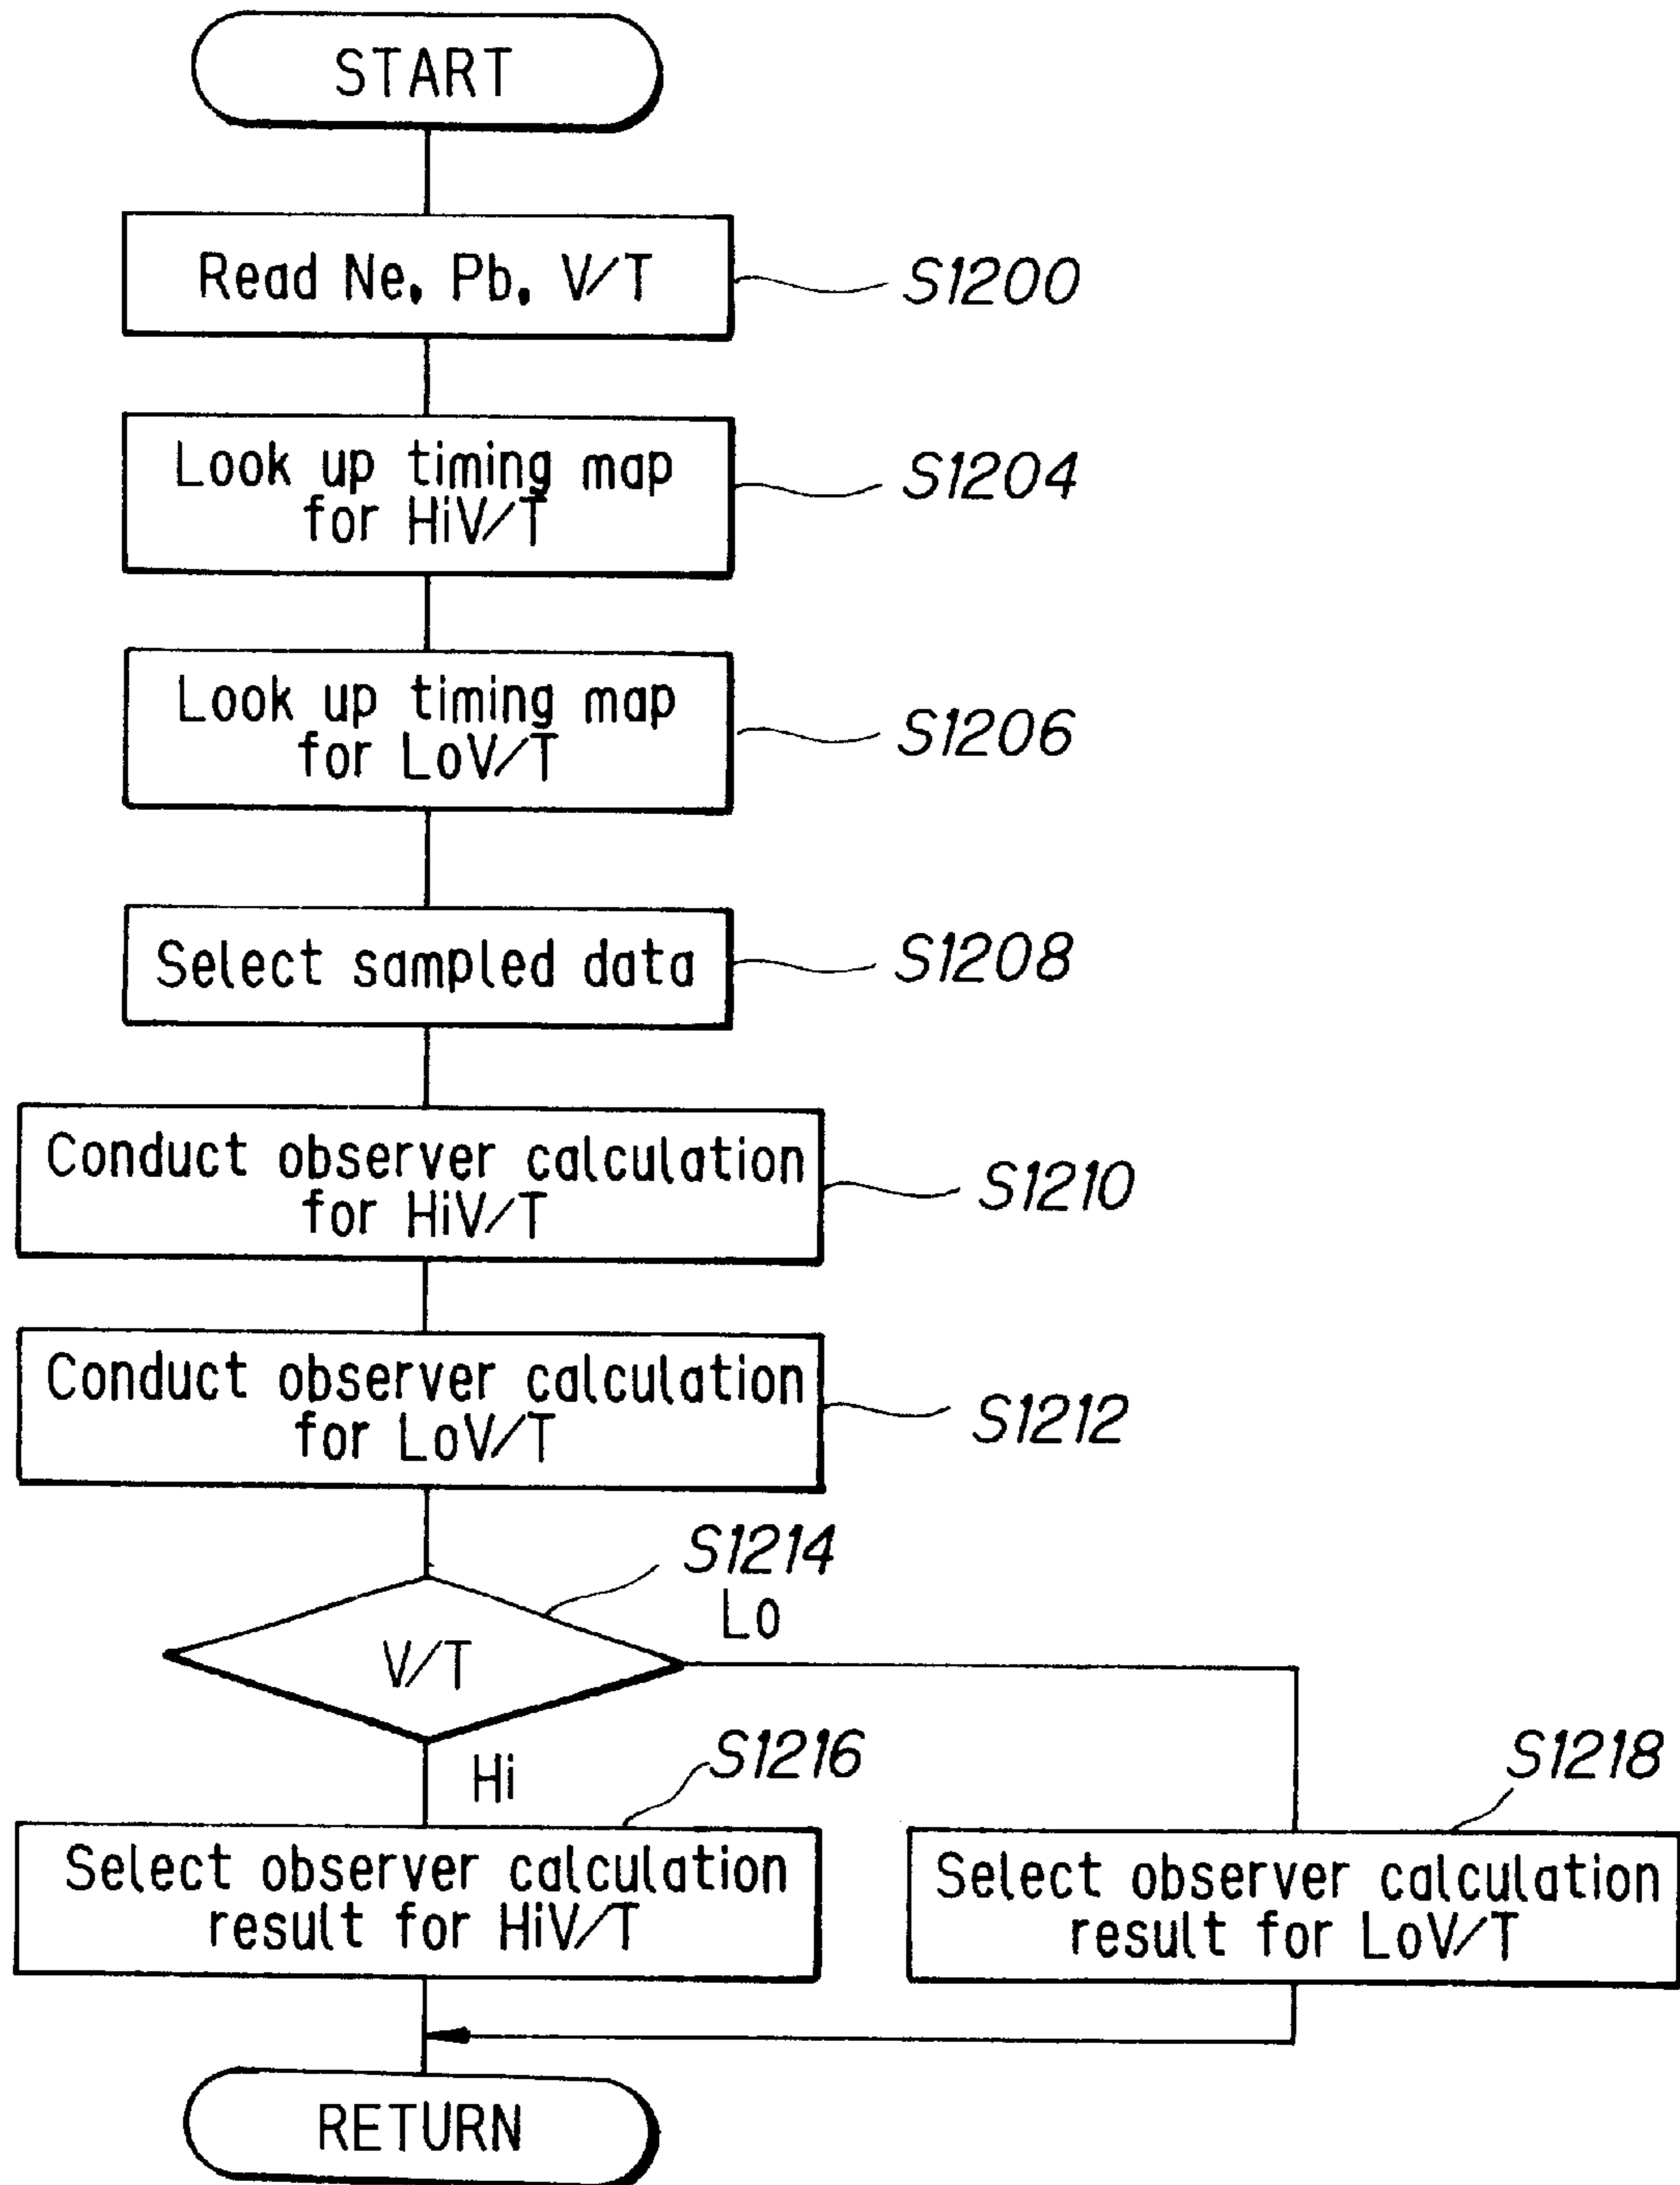 START
Read Ne, Pb, V/T
S1200
Look up timing map
for HiV/T
S1204
Look up timing map
for LoV/T
S1206
Select sampled data
S1208
Conduct observer calculation
for HiV/T
S1210
Conduct observer calculation
for LoV/T
S1212
S1214
Lo
V/T
Hi
S1216
Select observer calculation
result for HiV/T
S1218
Select observer calculation
result for LoV/T
RETURN